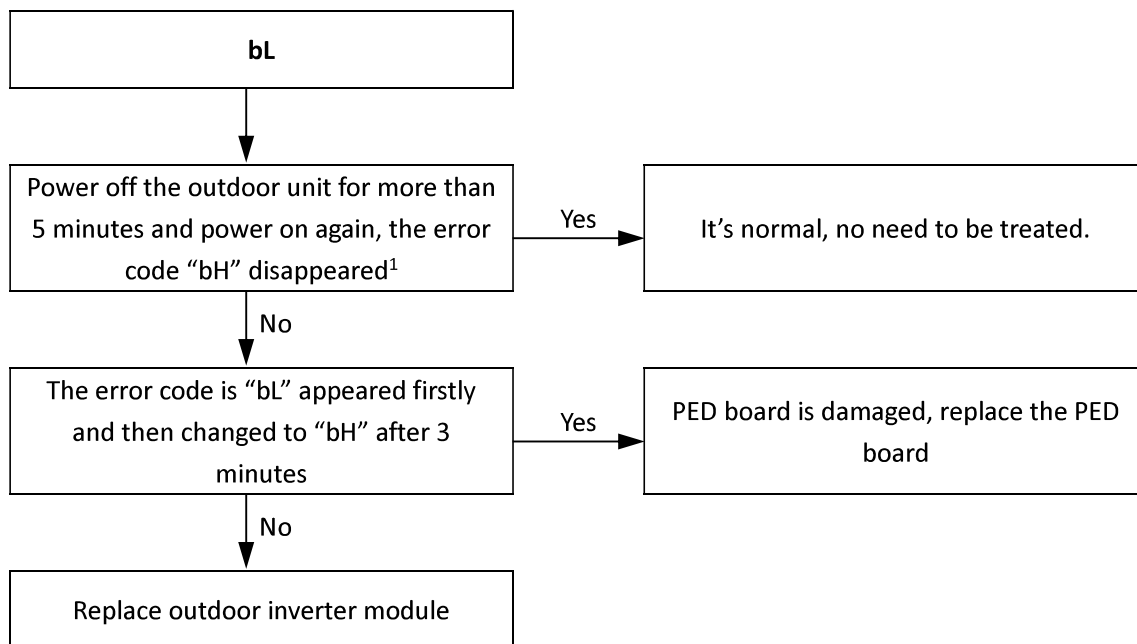 bL
Power off the outdoor unit for more than
5 minutes and power on again, the error
code “bH” disappeared¹
Yes
It’s normal, no need to be treated.
No
The error code is “bL” appeared firstly
and then changed to “bH” after 3
minutes
Yes
PED board is damaged, replace the PED
board
No
Replace outdoor inverter module